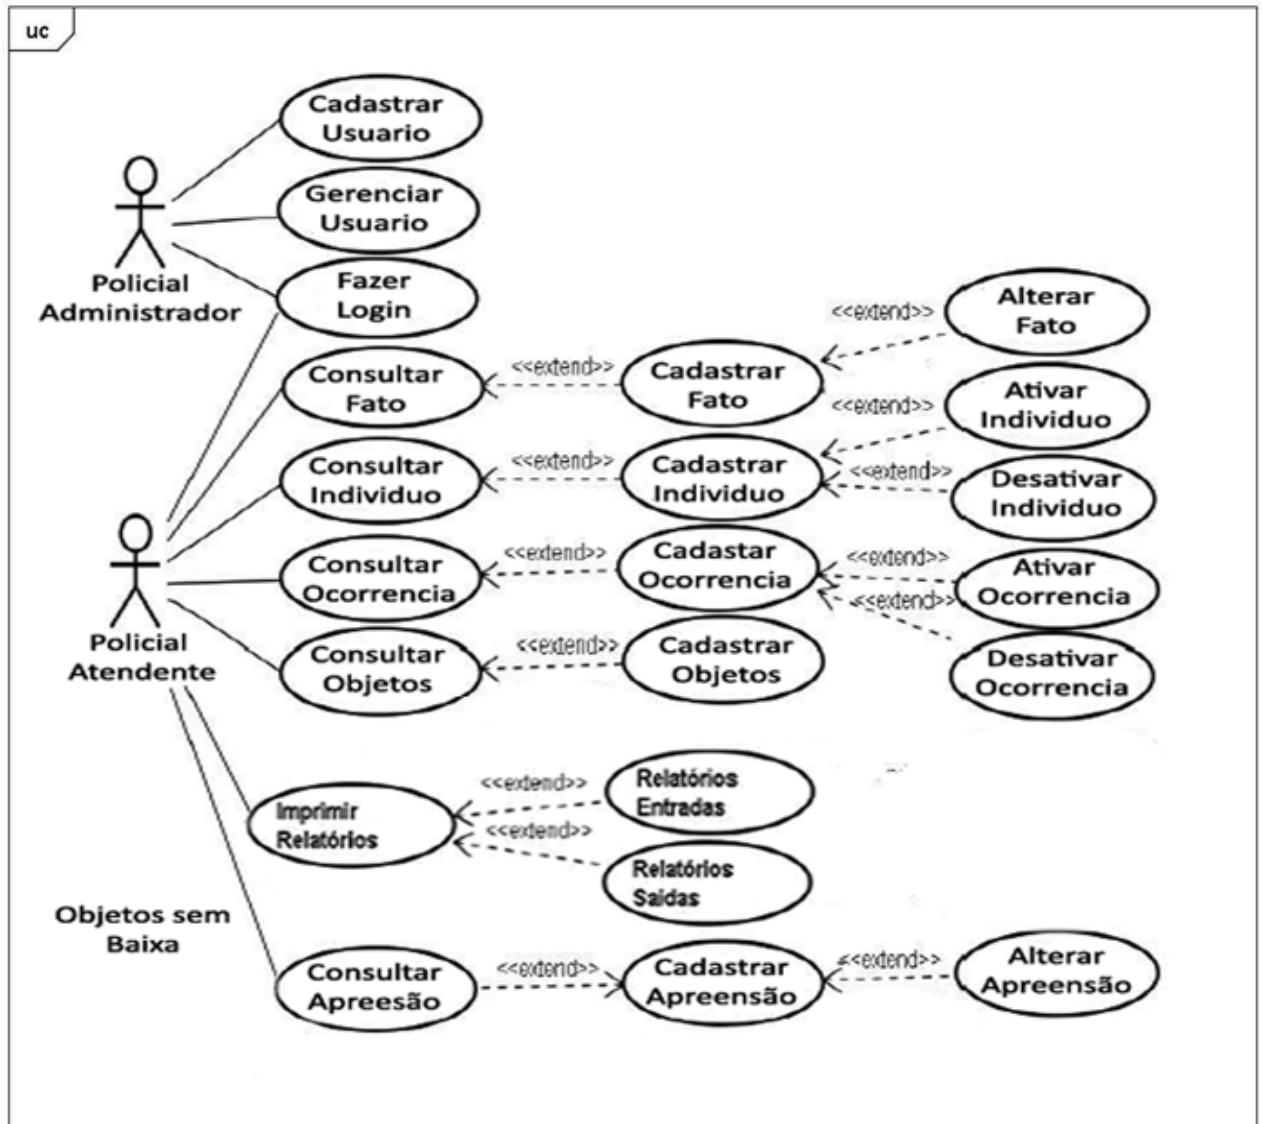 uc
Cadastrar
Usuario
Gerenciar
Usuario
Fazer
Login
Policial
Administrador
Consultar
Fato
<<extend>>
Cadastrar
Fato
<<extend>>
Alterar
Fato
Consultar
Individuo
<<extend>>
Cadastrar
Individuo
<<extend>>
Ativar
Individuo
<<extend>>
Desativar
Individuo
Consultar
Ocorrencia
<<extend>>
Cadastar
Ocorrencia
<<extend>>
Ativar
Ocorrencia
<<extend>>
Desativar
Ocorrencia
Policial
Atendente
Consultar
Objetos
<<extend>>
Cadastrar
Objetos
Imprimir
Relatórios
<<extend>>
Relatórios
Entradas
<<extend>>
Relatórios
Saidas
Objetos sem
Baixa
Consultar
Apreesão
<<extend>>
Cadastrar
Apreensão
<<extend>>
Alterar
Apreensão